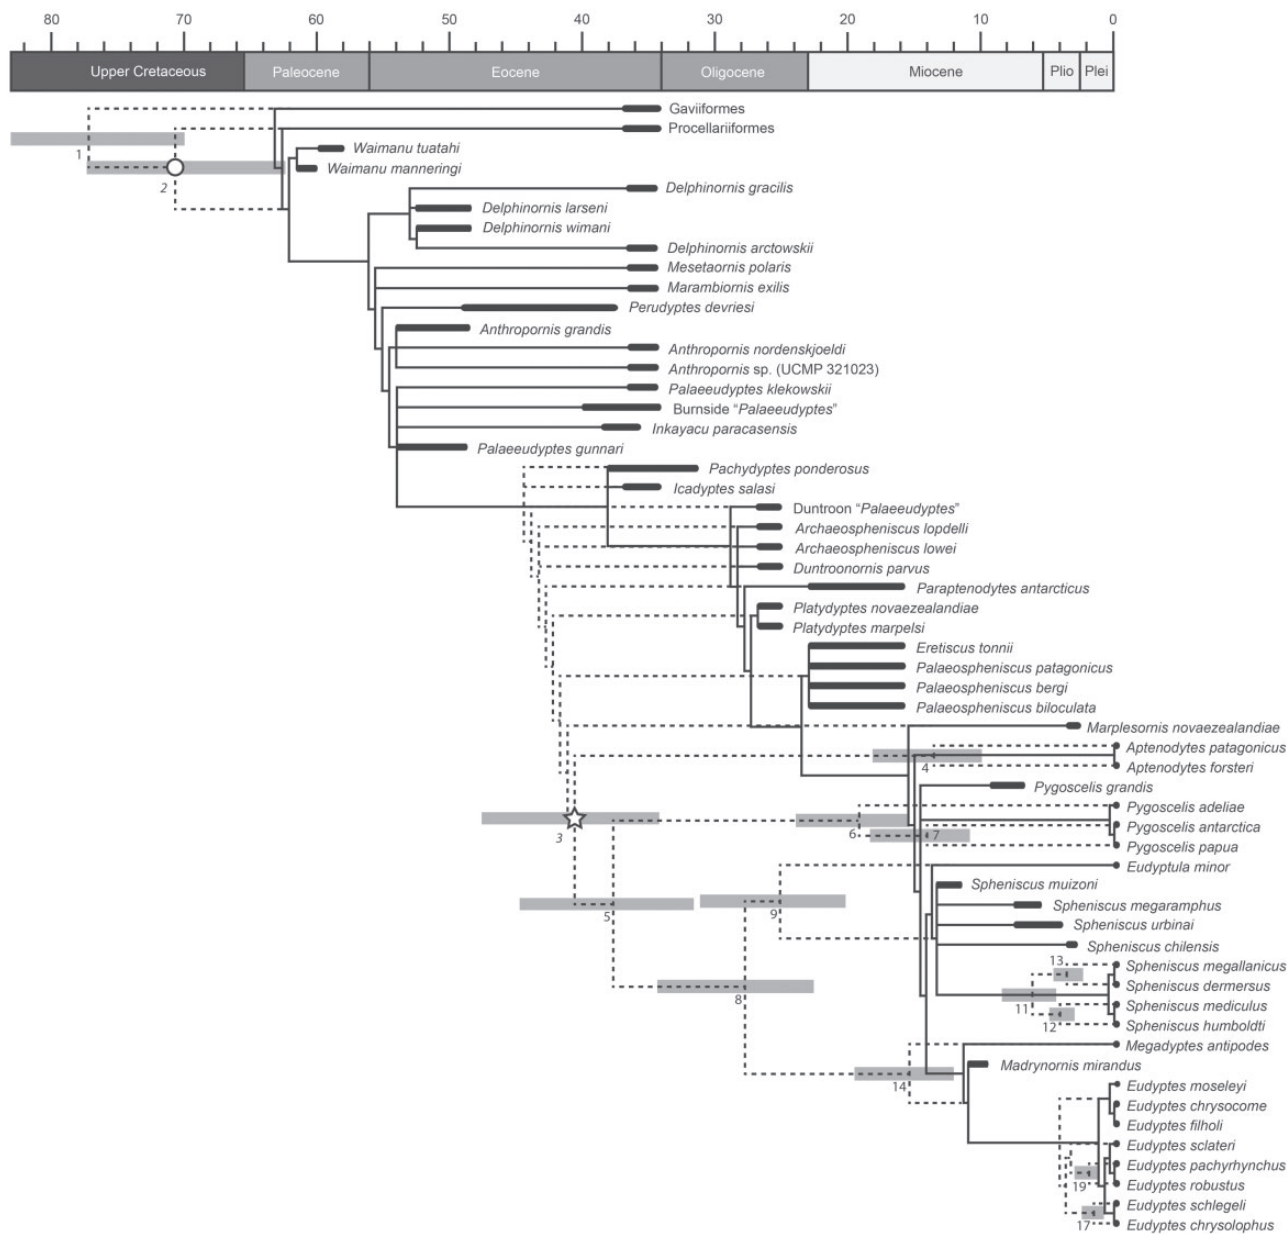 80 70 60 50 40 30 20 10 0
Upper Cretaceous Paleocene Eocene Oligocene Miocene Plio Plei
Gaviiformes
Procellariiformes
1
Waimanu tuatahi
Waimanu manneringi
2
Delphinornis gracilis
Delphinornis larseni
Delphinornis wimani
Delphinornis arctowskii
Mesetaornis polaris
Marambiornis exilis
Perudyptes devriesi
Anthropornis grandis
Anthropornis nordenskjoeldi
Anthropornis sp. (UCMP 321023)
Palaeeudyptes klekowskii
Burnside “Palaeeudyptes”
Inkayacu paracasensis
Palaeeudyptes gunnari
Pachydyptes ponderosus
Icadyptes salasi
Duntroon “Palaeeudyptes”
Archaeospheniscus lopdelli
Archaeospheniscus lowei
Duntroonornis parvus
Paraptenodytes antarcticus
Platydyptes novaezealandiae
Platydyptes marpelsi
Eretiscus tonnii
Palaeospheniscus patagonicus
Palaeospheniscus bergi
Palaeospheniscus biloculata
Marplesornis novaezealandiae
Aptenodytes patagonicus
4
Aptenodytes forsteri
Pygoscelis grandis
Pygoscelis adeliae
Pygoscelis antarctica
3 6 7
Pygoscelis papua
Eudyptula minor
Spheniscus muizoni
Spheniscus megaramphus
5 9
Spheniscus urbinai
Spheniscus chilensis
13
Spheniscus megallanicus
Spheniscus dermersus
8 11
Spheniscus mediculus
12
Spheniscus humboldti
Megadyptes antipodes
Madrynornis mirandus
14
Eudyptes moseleyi
Eudyptes chrysocome
Eudyptes filholi
Eudyptes sclateri
Eudyptes pachyrhynchus
19
Eudyptes robustus
Eudyptes schlegeli
17
Eudyptes chrysolophus